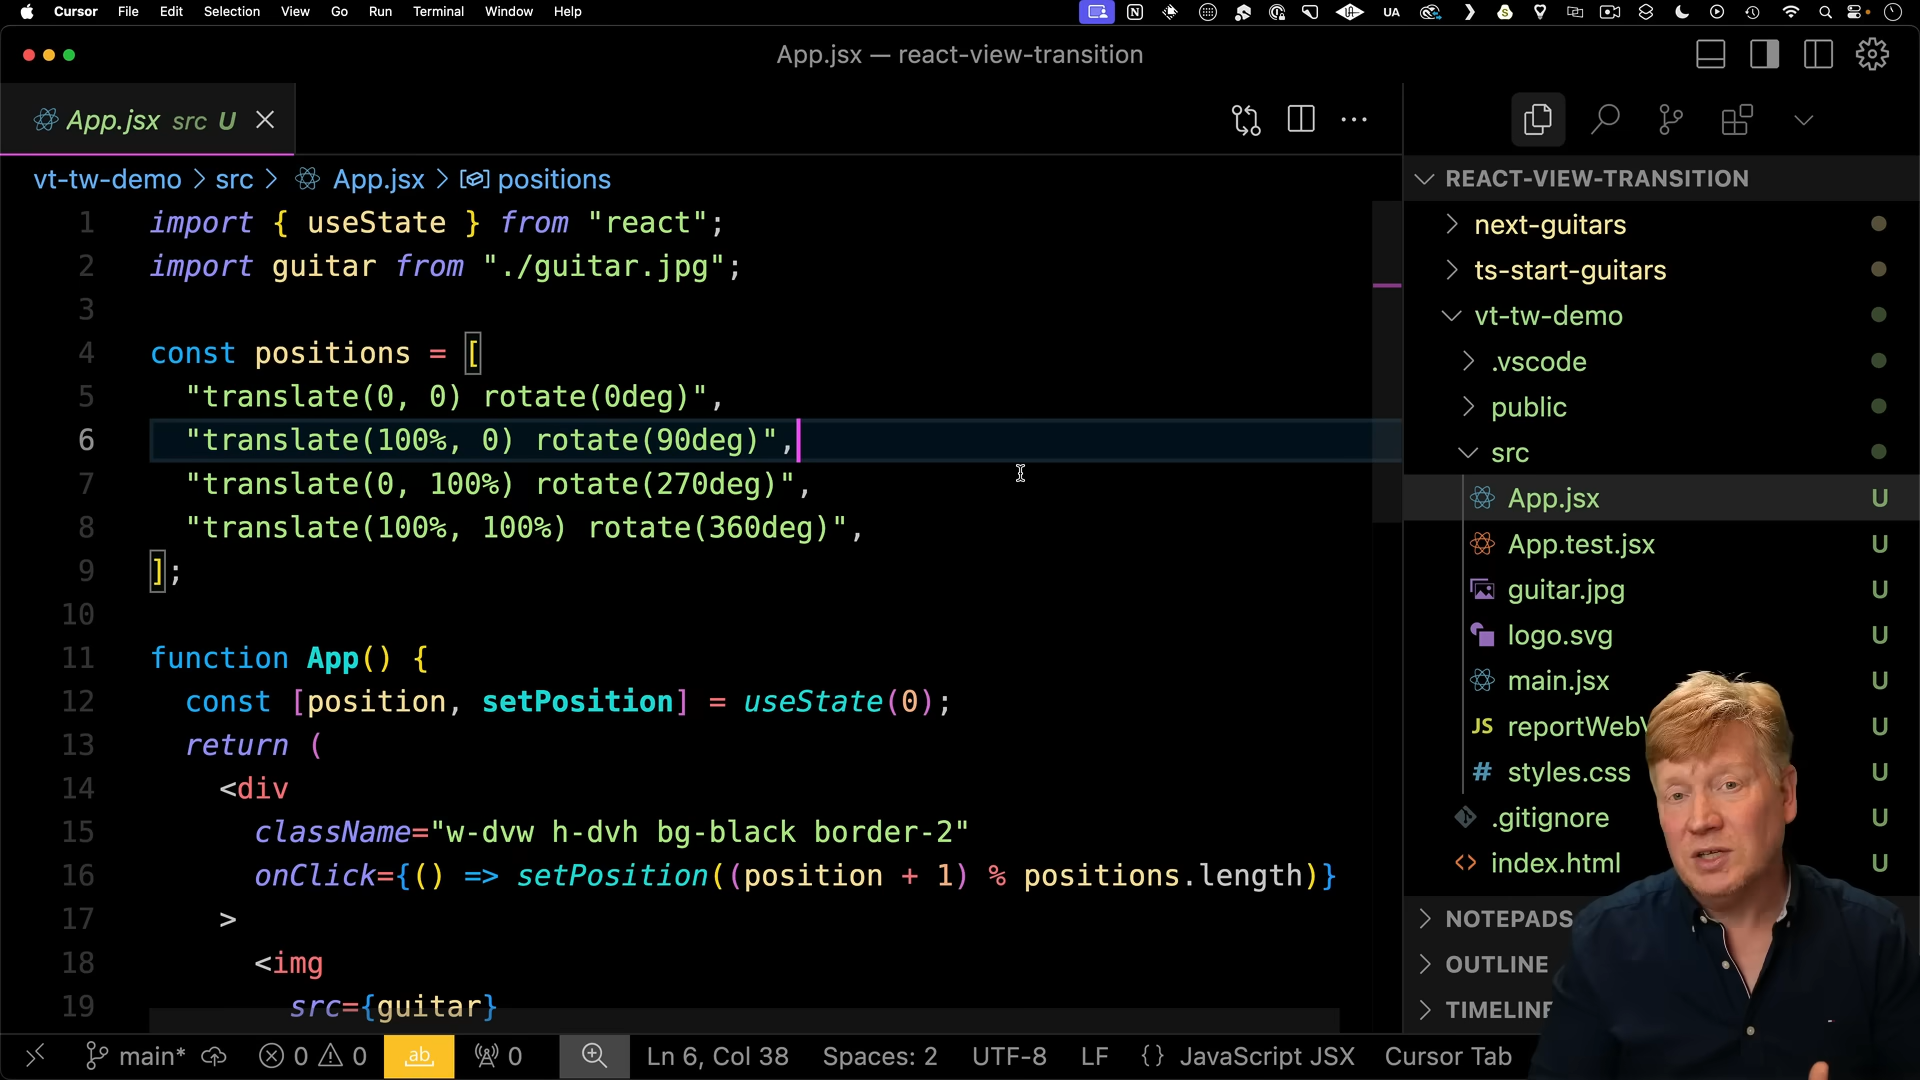 Cursor File Edit Selection View Go Run Terminal Window Help UA
App.jsx — react-view-transition
App.jsx src U
vt-tw-demo > src > App.jsx > positions
1 import { useState } from "react";
2 import guitar from "./guitar.jpg";
3
4 const positions = [
5 "translate(0, 0) rotate(0deg)",
6 "translate(100%, 0) rotate(90deg)",
7 "translate(0, 100%) rotate(270deg)",
8 "translate(100%, 100%) rotate(360deg)",
9 ];
10
11 function App() {
12 const [position, setPosition] = useState(0);
13 return (
14 <div
15 className="w-dvw h-dvh bg-black border-2"
16 onClick={() => setPosition((position + 1) % positions.length)}
17 >
18 <img
19 src={guitar}
REACT-VIEW-TRANSITION
next-guitars
ts-start-guitars
vt-tw-demo
.vscode
public
src
App.jsx U
App.test.jsx U
guitar.jpg U
logo.svg U
main.jsx U
JS reportWeb U
# styles.css U
.gitignore U
index.html U
NOTEPADS
OUTLINE
TIMELINE
main* 0 0 ab 0 Ln 6, Col 38 Spaces: 2 UTF-8 LF {} JavaScript JSX Cursor Tab